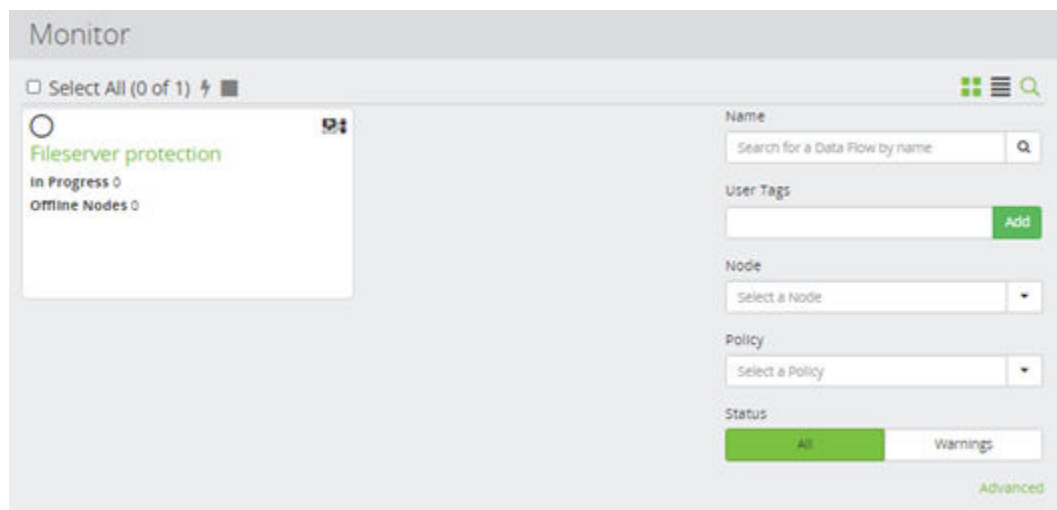 Monitor
Select All (0 of 1)
Fileserver protection
In Progress 0
Offline Nodes 0
Name
Search for a Data Flow by name
User Tags
Add
Node
Select a Node
Policy
Select a Policy
Status
All Warnings
Advanced